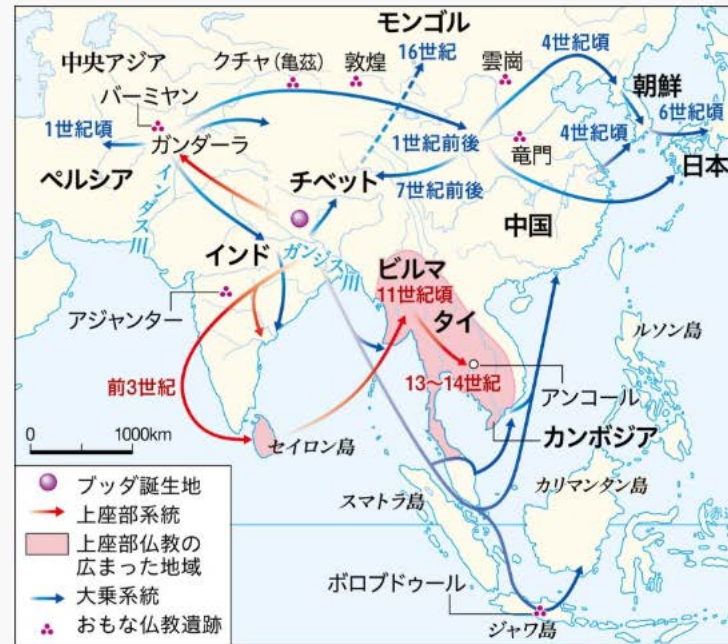 モンゴル
16世紀
4世紀頃
中央アジア
クチャ（亀茲）
敦煌
雲崗
朝鮮
バーミヤン
6世紀頃
1世紀頃
ガンダーラ
1世紀前後
4世紀頃
竜門
ペルシア
チベット
7世紀前後
日本
インダス川
中国
インド
ガンジス川
ビルマ
11世紀頃
タイ
アジャンター
ルソン島
前3世紀
13～14世紀
アンコール
0
1000km
セイロン島
カンボジア
ブッダ誕生地
上座部系統
上座部仏教の
広まった地域
大乗系統
おもな仏教遺跡
スマトラ島
カリマンタン島
赤道
ボロブドゥール
ジャワ島